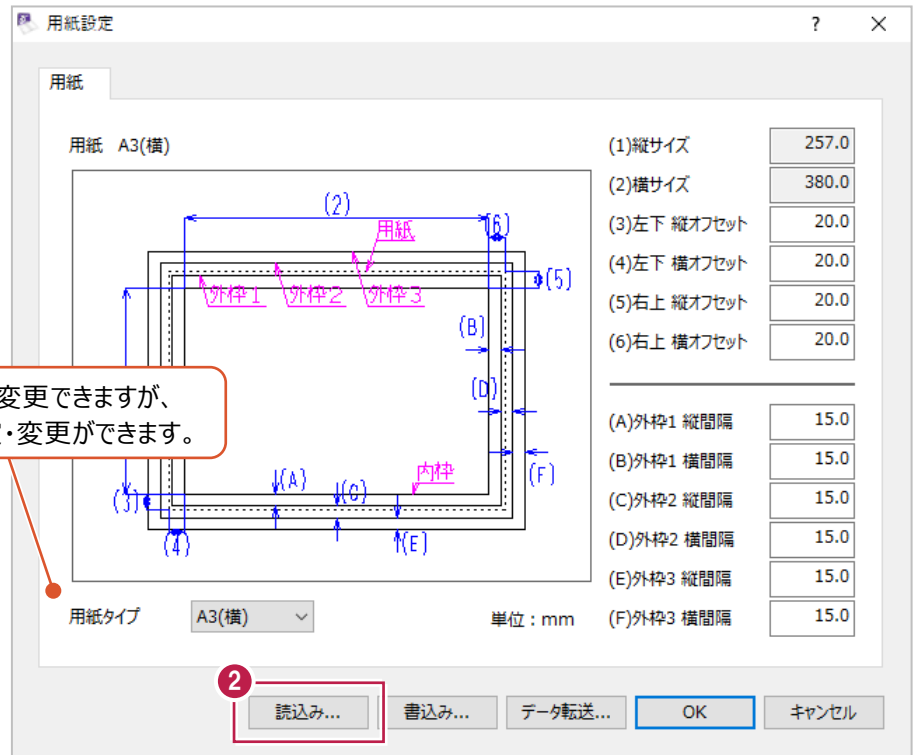 用紙設定 ? ×
用紙
用紙 A3(横)
(1)縦サイズ 257.0
(2)横サイズ 380.0
(3)左下 縦オフセット 20.0
(4)左下 横オフセット 20.0
(5)右上 縦オフセット 20.0
(6)右上 横オフセット 20.0
(2)
用紙
(6)
(5)
外枠1 外枠2 外枠3
(B)
(D)
(F)
内枠
(A)
(C)
(3)
(4)
(E)
変更できますが、
・変更ができます。
(A)外枠1 縦間隔 15.0
(B)外枠1 横間隔 15.0
(C)外枠2 縦間隔 15.0
(D)外枠2 横間隔 15.0
(E)外枠3 縦間隔 15.0
(F)外枠3 横間隔 15.0
用紙タイプ A3(横) 単位:mm
2
読込み... 書込み... データ転送... OK キャンセル